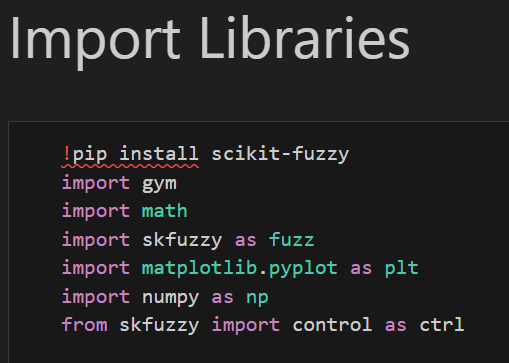 Import Libraries
!pip install scikit-fuzzy
import gym
import math
import skfuzzy as fuzz
import matplotlib.pyplot as plt
import numpy as np
from skfuzzy import control as ctrl